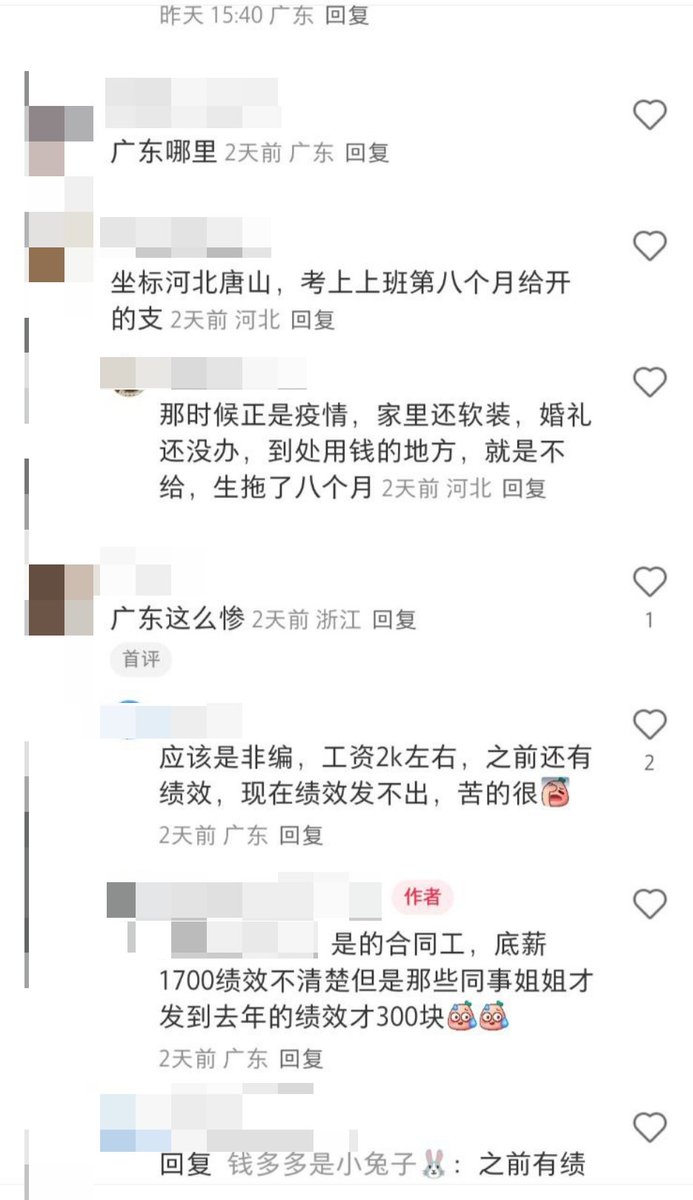 昨天 15:40 广东 回复
广东哪里 2天前 广东 回复
坐标河北唐山，考上上班第八个月给开
的支 2天前 河北 回复
那时候正是疫情，家里还软装，婚礼
还没办，到处用钱的地方，就是不
给，生拖了八个月 2天前 河北 回复
广东这么惨 2天前 浙江 回复
1
首评
应该是非编，工资2k左右，之前还有
2
绩效，现在绩效发不出，苦的很
2天前 广东 回复
作者
是的合同工，底薪
1700绩效不清楚但是那些同事姐姐才
发到去年的绩效才300块
2天前 广东 回复
回复 钱多多是小兔子🐰：之前有绩